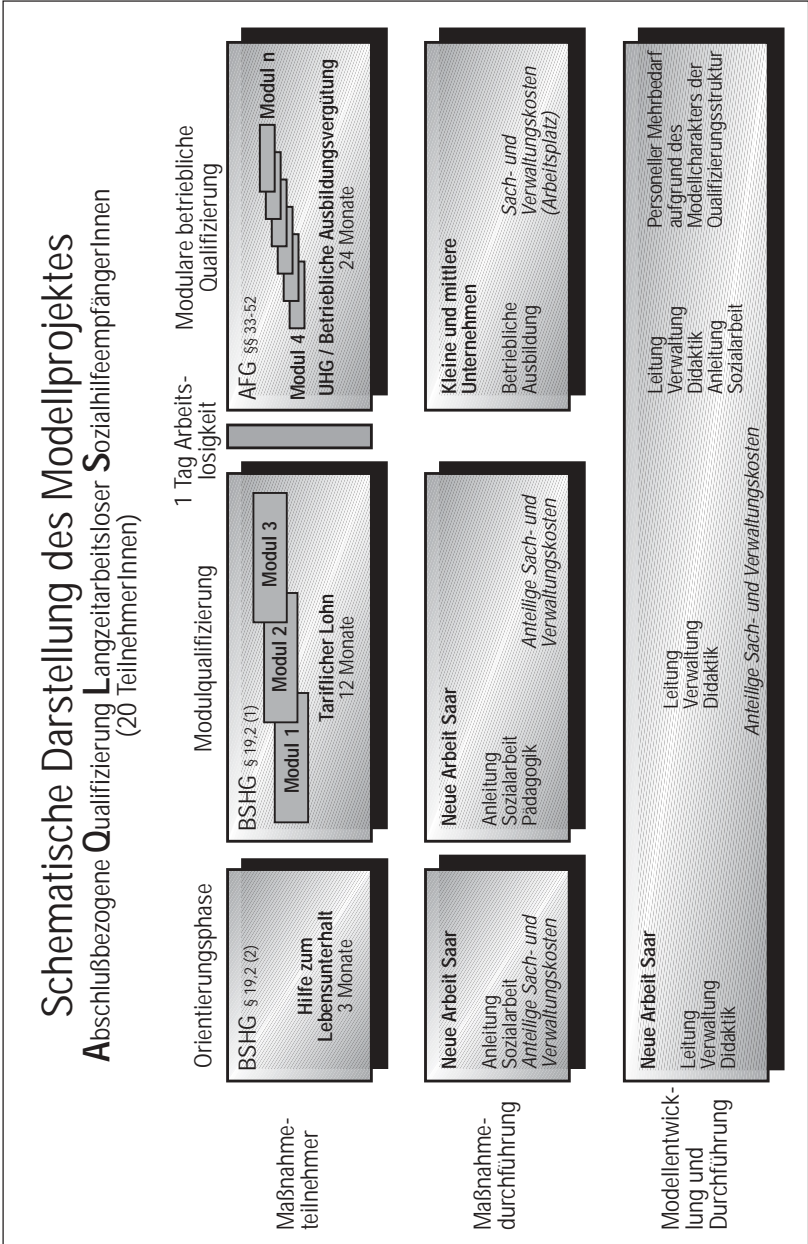 Schematische Darstellung des Modellprojektes
Abschlußbezogene Qualifizierung Langzeitarbeitsloser SozialhilfeempfängerInnen
(20 TeilnehmerInnen)
Orientierungsphase
Modulqualifizierung
1 Tag Arbeits-
losigkeit
Modulare betriebliche
Qualifizierung
Maßnahme-
teilnehmer
BSHG § 19,2 (2)
Hilfe zum
Lebensunterhalt
3 Monate
BSHG § 19,2 (1)
Modul 1
Modul 2
Modul 3
Tariflicher Lohn
12 Monate
AFG §§ 33-52
Modul 4
Modul n
UHG / Betriebliche Ausbildungsvergütung
24 Monate
Maßnahme-
durchführung
Neue Arbeit Saar
Anleitung
Sozialarbeit
Anteilige Sach- und
Verwaltungskosten
Neue Arbeit Saar
Anleitung
Sozialarbeit
Pädagogik
Anteilige Sach- und
Verwaltungskosten
Kleine und mittlere
Unternehmen
Betriebliche
Ausbildung
Sach- und
Verwaltungskosten
(Arbeitsplatz)
Modellentwick-
lung und
Durchführung
Neue Arbeit Saar
Leitung
Verwaltung
Didaktik
Leitung
Verwaltung
Didaktik
Anteilige Sach- und Verwaltungskosten
Leitung
Verwaltung
Didaktik
Anleitung
Sozialarbeit
Personeller Mehrbedarf
aufgrund des
Modellcharakters der
Qualifizierungsstruktur